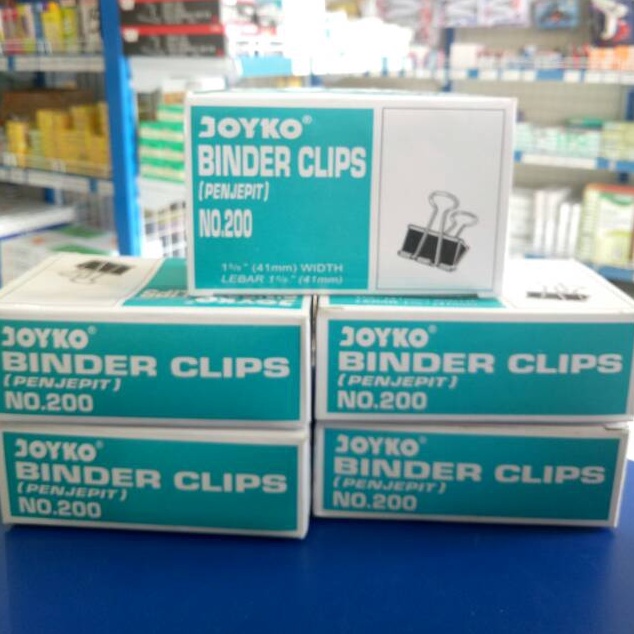 JOYKO®
BINDER CLIPS
(PENJEPIT)
NO.200
1⅝" (41mm) WIDTH
LEBAR 1⅝" (41mm)
JOYKO®
BINDER CLIPS
(PENJEPIT)
NO.200
JOYKO®
BINDER CLIPS
(PENJEPIT)
NO.200
JOYKO®
BINDER CLIPS
(PENJEPIT)
NO.200
JOYKO®
BINDER CLIPS
(PENJEPIT)
NO.200